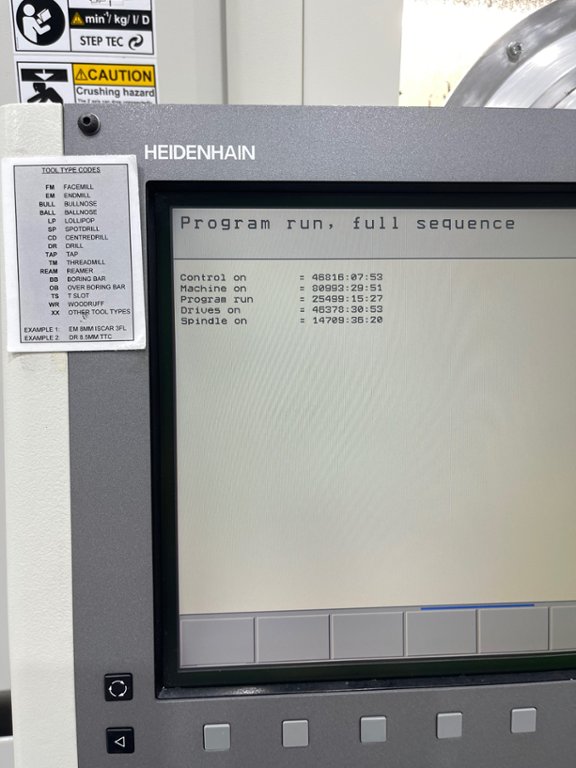 min⁻¹/ kg/ l/ D
STEP TEC
CAUTION
Crushing hazard
HEIDENHAIN
TOOL TYPE CODES
FM FACEMILL
EM ENDMILL
BULL BULLNOSE
BALL BALLNOSE
LP LOLLIPOP
SP SPOTDRILL
CD CENTREDRILL
DR DRILL
TAP TAP
TM THREADMILL
REAM REAMER
BB BORING BAR
OB OVER BORING BAR
TS T SLOT
WR WOODRUFF
XX OTHER TOOL TYPES
EXAMPLE 1: EM 8MM ISCAR 3FL
EXAMPLE 2: DR 8.5MM TTC
Program run, full sequence
Control on = 46816:07:53
Machine on = 80993:29:51
Program run = 25499:15:27
Drives on = 45378:30:53
Spindle on = 14709:36:20